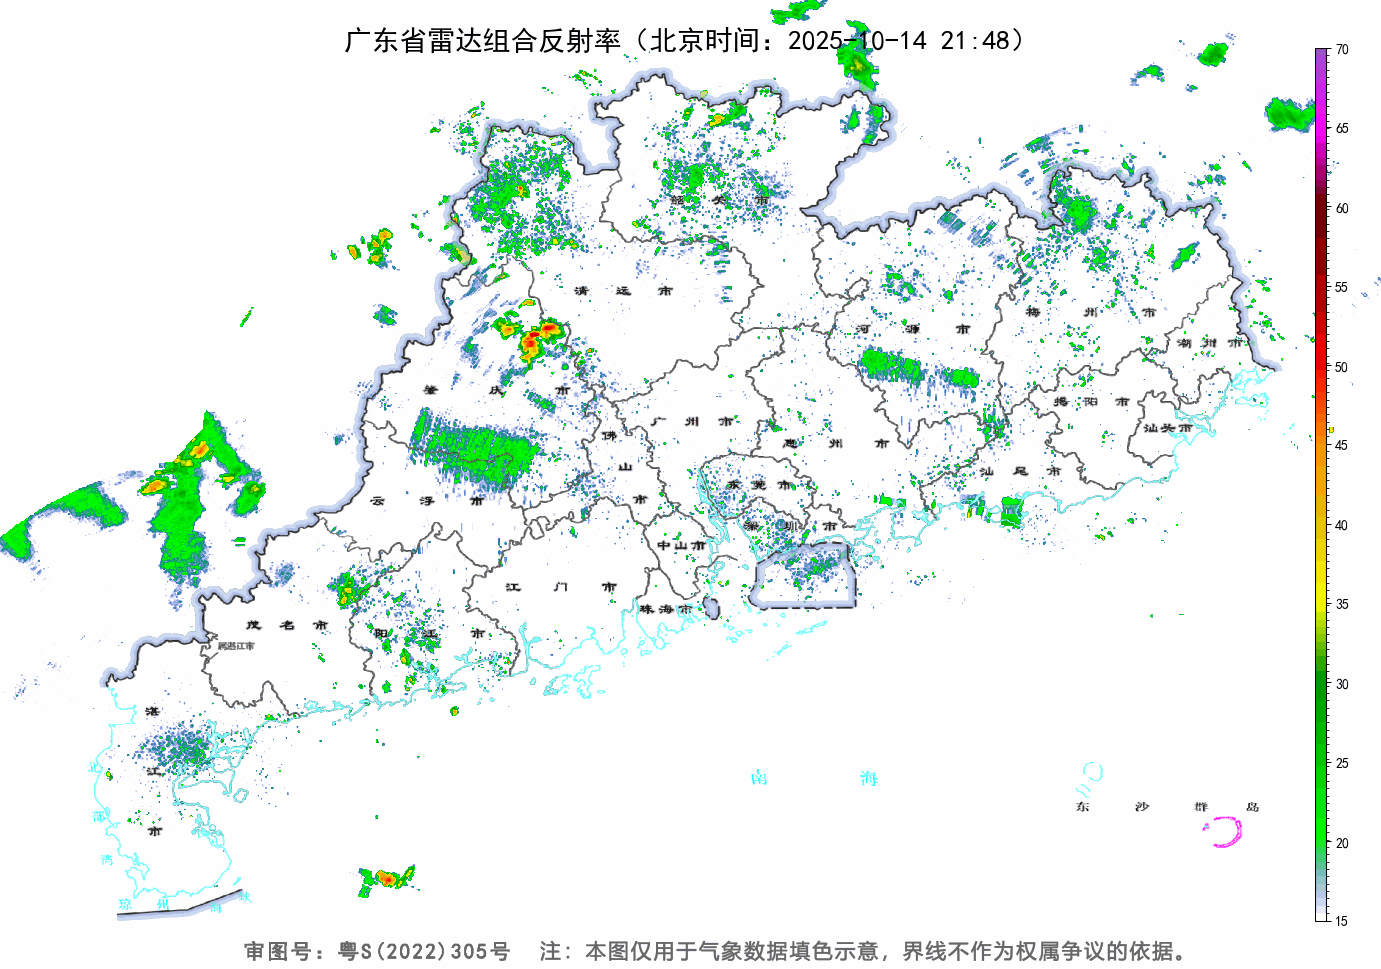 广东省雷达组合反射率（北京时间：2025-10-14 21:48）
70
65
60
55
50
45
40
35
30
25
20
15
韶关市
清远市
河源市
梅州市
潮州市
肇庆市
广州市
惠州市
揭阳市
汕头市
佛山市
东莞市
汕尾市
云浮市
深圳市
中山市
江门市
珠海市
茂名市
阳江市
属湛江市
湛江市
北部湾
南海
东沙群岛
琼州海峡
审图号：粤S(2022)305号 注：本图仅用于气象数据填色示意，界线不作为权属争议的依据。